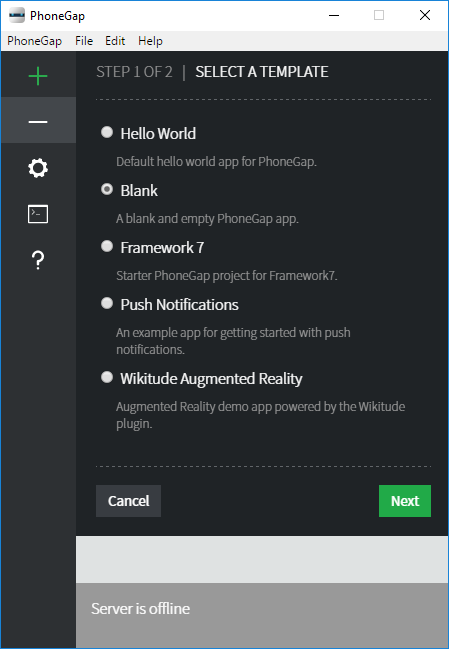 PhoneGap
PhoneGap File Edit Help
STEP 1 OF 2 | SELECT A TEMPLATE
Hello World
Default hello world app for PhoneGap.
Blank
A blank and empty PhoneGap app.
Framework 7
Starter PhoneGap project for Framework7.
Push Notifications
An example app for getting started with push
notifications.
Wikitude Augmented Reality
Augmented Reality demo app powered by the Wikitude
plugin.
Cancel Next
Server is offline